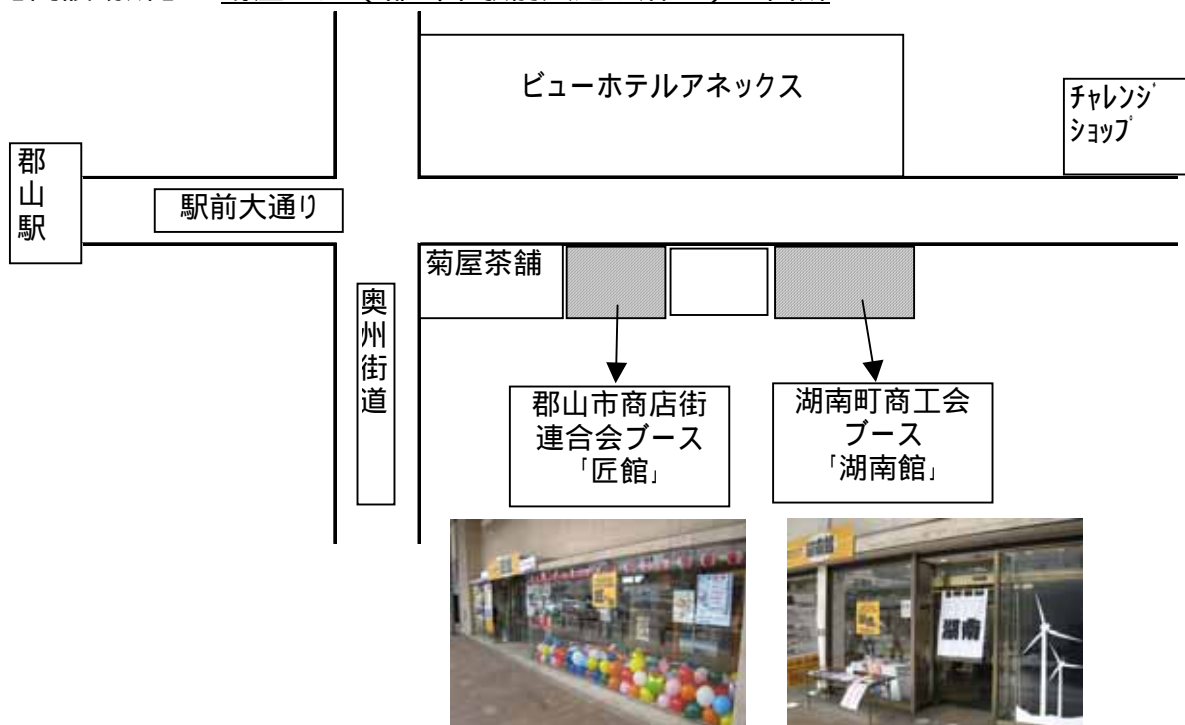 ビューホテルアネックス
チャレンジ
ショップ
郡山駅
駅前大通り
菊屋茶舗
奥州街道
郡山市商店街
連合会ブース
「匠館」
湖南町商工会
ブース
「湖南館」
湖南